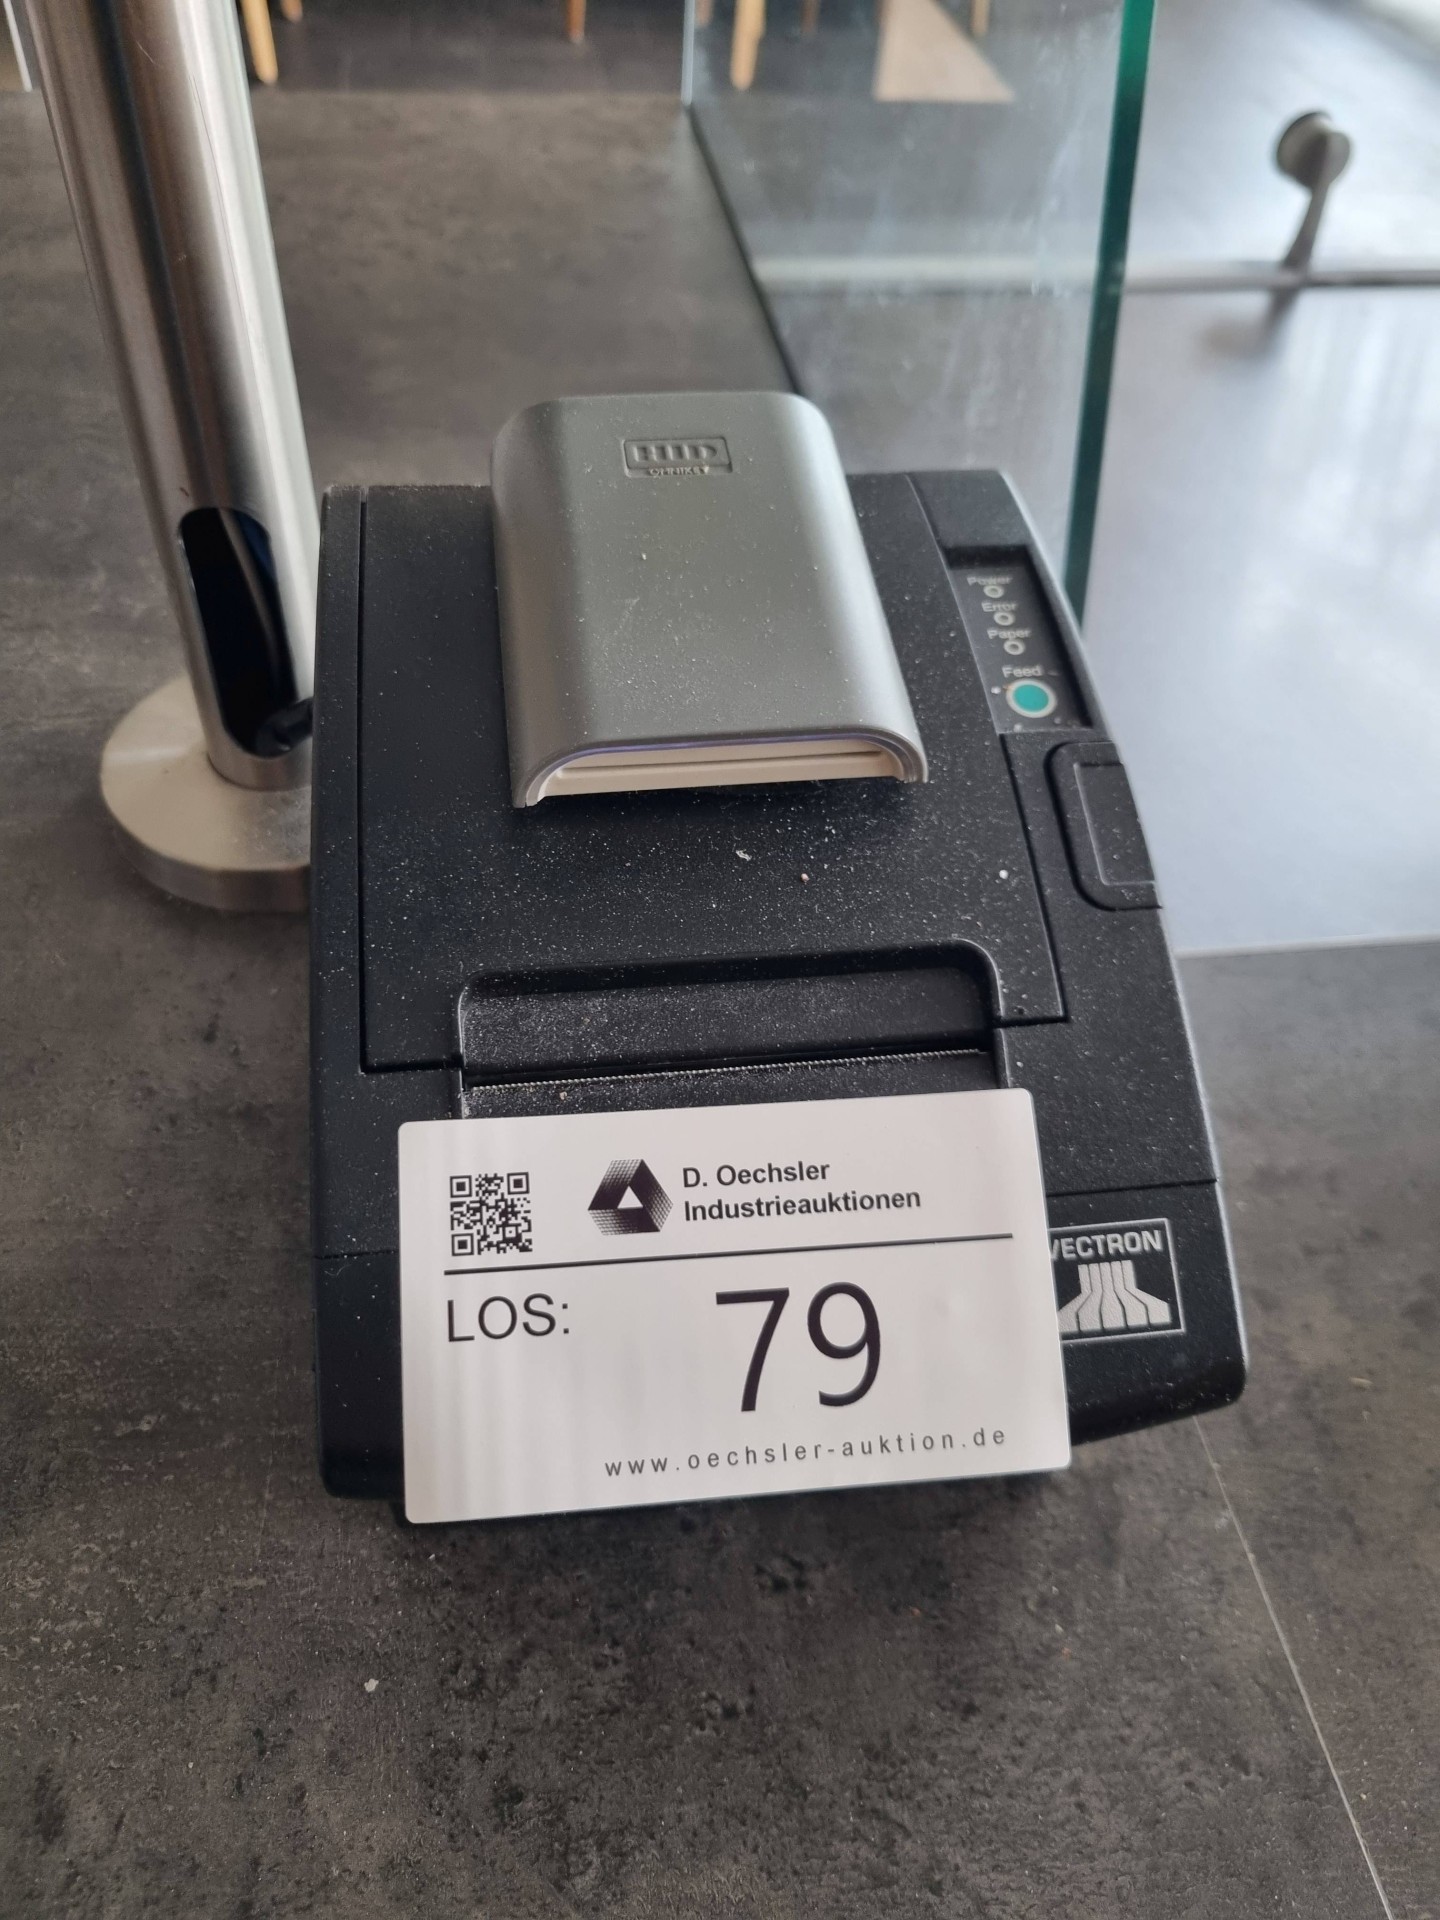 HID
OMNIKEY
Power
Error
Paper
Feed
D. Oechsler
Industrieauktionen
LOS: 79
www.oechsler-auktion.de
VECTRON